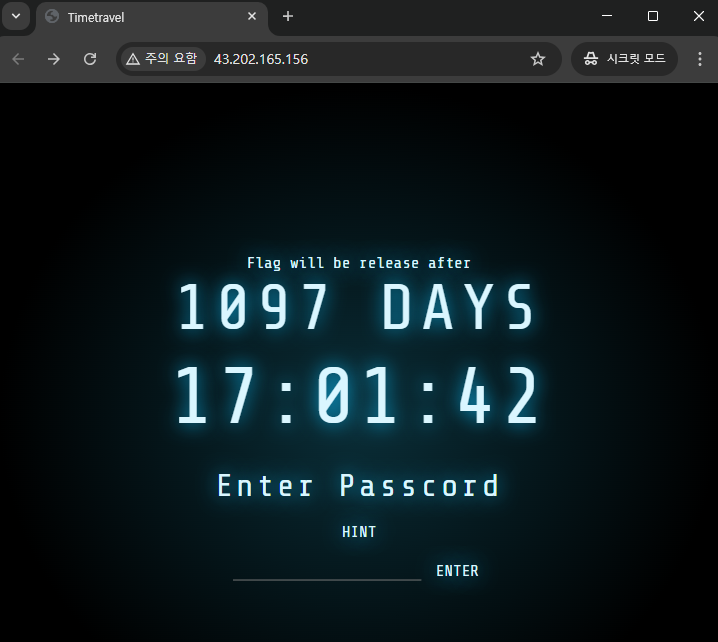 Timetravel
주의 요함 43.202.165.156 시크릿 모드
Flag will be release after
1097 DAYS
17:01:42
Enter Passcord
HINT
ENTER